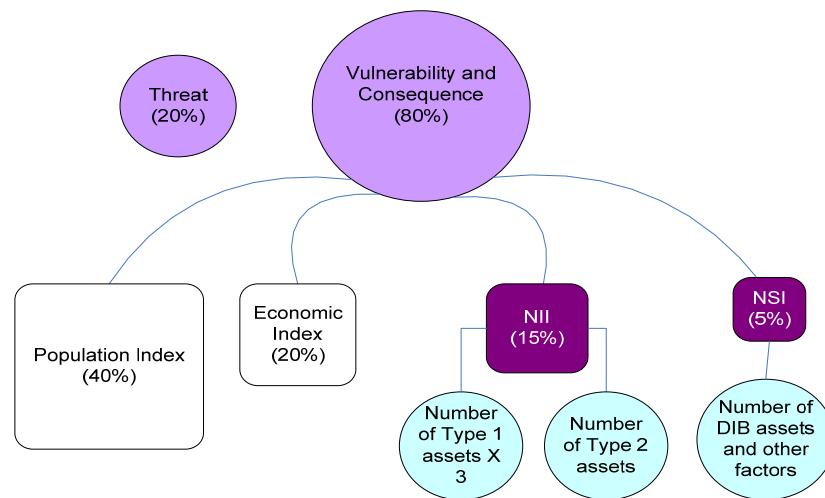 Threat
(20%)
Vulnerability and
Consequence
(80%)
Population Index
(40%)
Economic
Index
(20%)
NII
(15%)
NSI
(5%)
Number
of Type 1
assets X
3
Number
of Type 2
assets
Number of
DIB assets
and other
factors